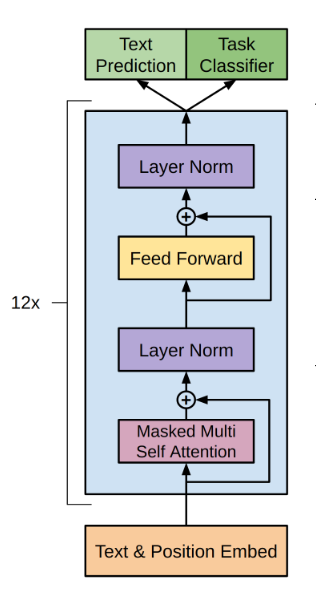 Text
Prediction
Task
Classifier
Layer Norm
Feed Forward
12x
Layer Norm
Masked Multi
Self Attention
Text & Position Embed